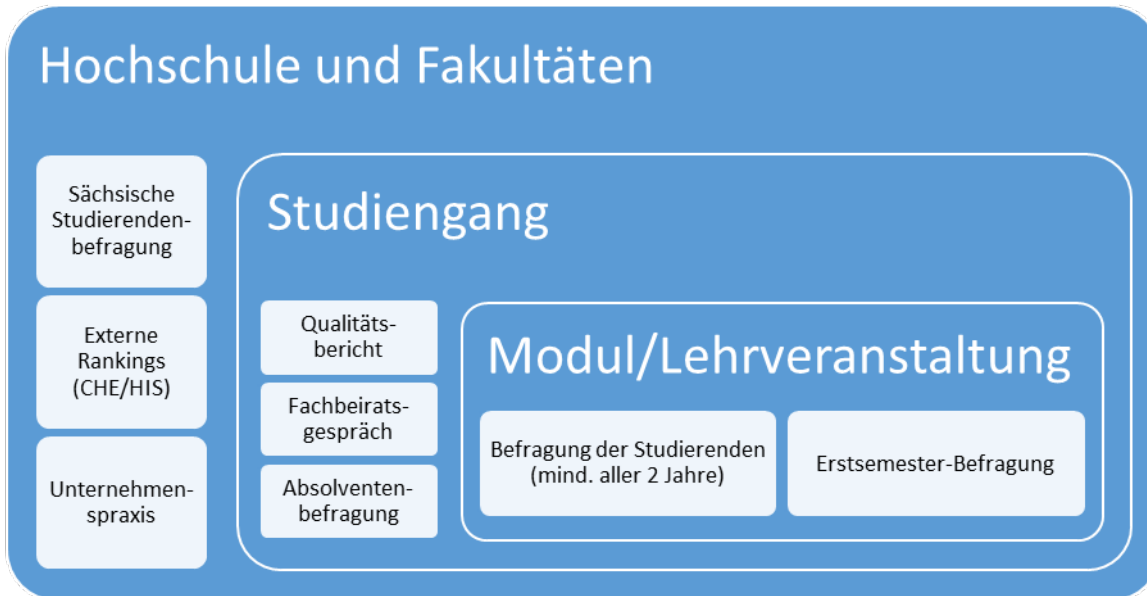 Hochschule und Fakultäten
Sächsische
Studierenden-
befragung
Externe
Rankings
(CHE/HIS)
Unternehmen-
spraxis
Studiengang
Qualitäts-
bericht
Fachbeirats-
gespräch
Absolventen-
befragung
Modul/Lehrveranstaltung
Befragung der Studierenden
(mind. aller 2 Jahre)
Erstsemester-Befragung